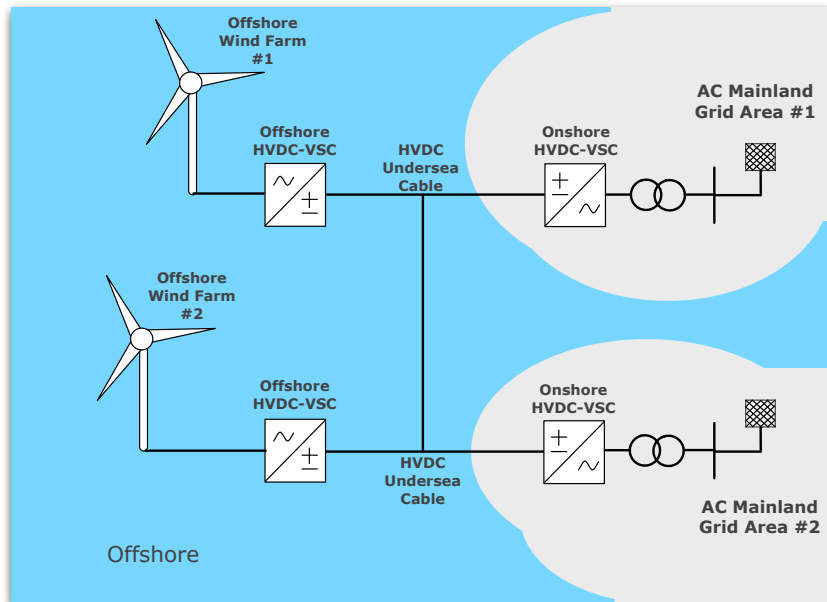 Offshore
Wind Farm
#1
AC Mainland
Grid Area #1
Offshore
HVDC-VSC
HVDC
Undersea
Cable
Onshore
HVDC-VSC
Offshore
Wind Farm
#2
Offshore
HVDC-VSC
Onshore
HVDC-VSC
HVDC
Undersea
Cable
AC Mainland
Grid Area #2
Offshore